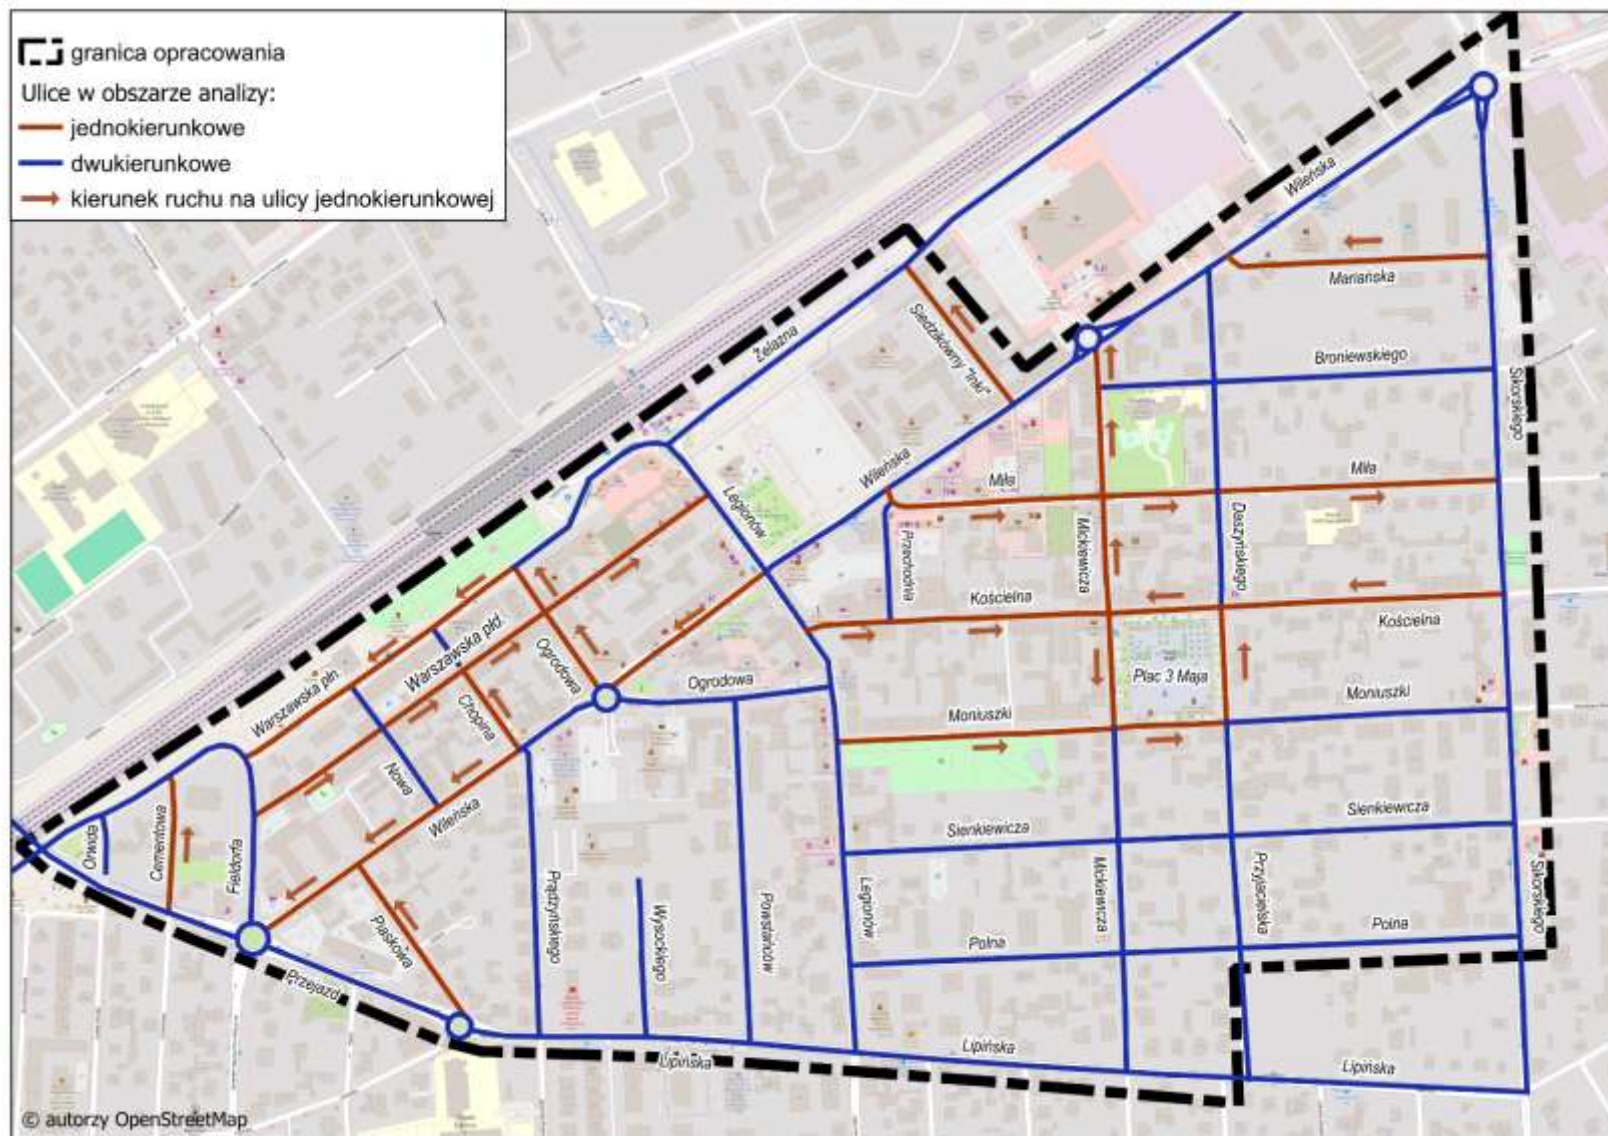 granica opracowania
Ulice w obszarze analizy:
jednokierunkowe
dwukierunkowe
kierunek ruchu na ulicy jednokierunkowej
Wileńska
Mariańska
Żelazna
Siedzikówny "Inki"
Broniewskiego
Sikorskiego
Legionów
Wileńska
Miła
Miła
Przechodnia
Mickiewicza
Daszyńskiego
Kościelna
Kościelna
Warszawska płn
Warszawska płd.
Ogrodowa
Ogrodowa
Chopina
Plac 3 Maja
Moniuszki
Moniuszki
Nowa
Wileńska
Orwida
Cementowa
Fieldorfa
Sienkiewicza
Sienkiewicza
Piaskowa
Prądzyńskiego
Wysockiego
Powstańców
Legionów
Mickiewicza
Przyjacielska
Sikorskiego
Polna
Polna
Przejazd
Lipińska
Lipińska
Lipińska
© autorzy OpenStreetMap